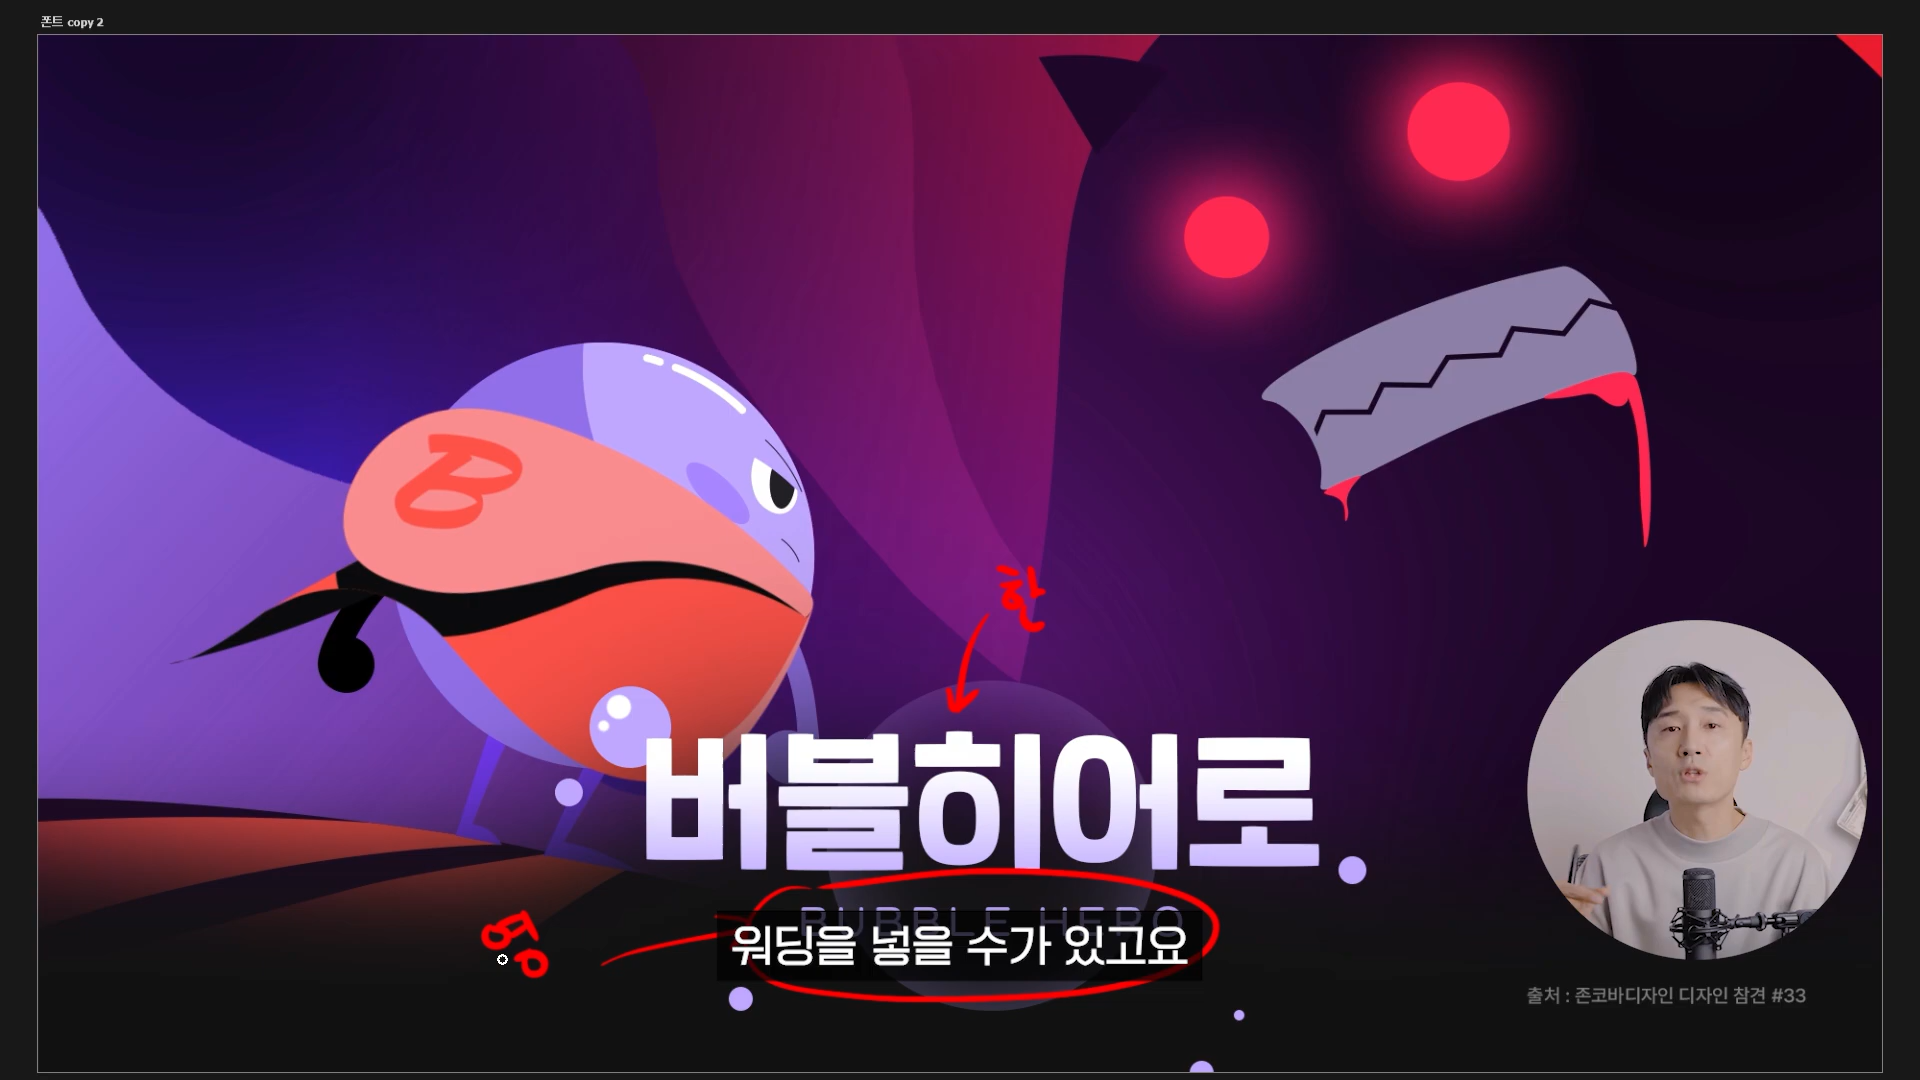 폰트 copy 2
B
한
버블히어로
BUBBLE HERO
영
워딩을 넣을 수가 있고요
출처 : 존코바디자인 디자인 참견 #33